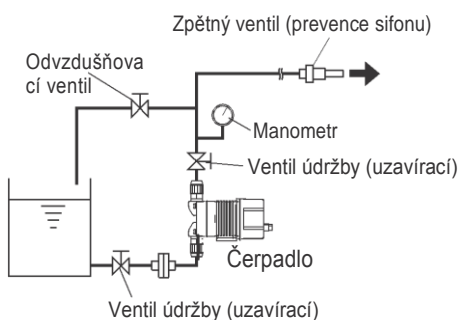 Zpětný ventil (prevence sifonu)
Odvzdušňova
cí ventil
Manometr
Ventil údržby (uzavírací)
Čerpadlo
Ventil údržby (uzavírací)